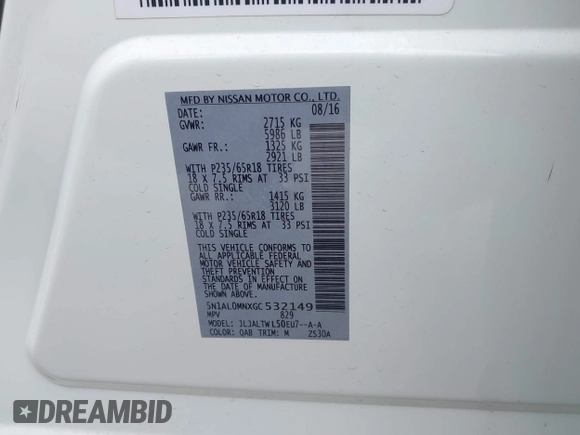 MFD BY NISSAN MOTOR CO., LTD.
DATE: 08/16
GVWR: 2715 KG
5986 LB
GAWR FR.: 1325 KG
2921 LB
WITH P235/65R18 TIRES
18 X 7.5 RIMS AT 33 PSI
COLD SINGLE
GAWR RR.: 1415 KG
3120 LB
WITH P235/65R18 TIRES
18 X 7.5 RIMS AT 33 PSI
COLD SINGLE
THIS VEHICLE CONFORMS TO
ALL APPLICABLE FEDERAL
MOTOR VEHICLE SAFETY AND
THEFT PREVENTION
STANDARDS IN EFFECT ON
THE DATE OF MANUFACTURE
SHOWN ABOVE.
5N1AL0MNXGC532149
MPV 829
MODEL: JLJALTWL50EU7--A-A
COLOR: QAB TRIM: M ZS30A
DREAMBID